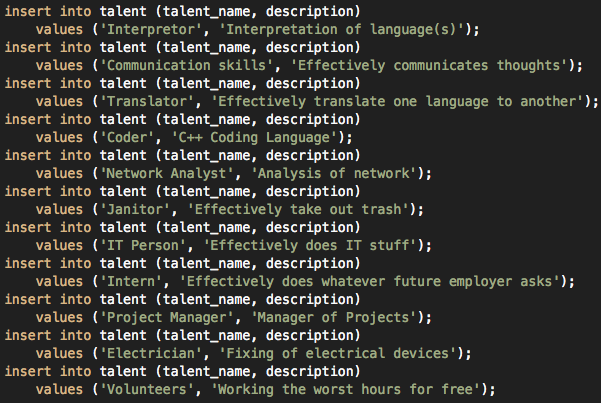 insert into talent (talent_name, description)
values ('Interpretor', 'Interpretation of language(s)');
insert into talent (talent_name, description)
values ('Communication skills', 'Effectively communicates thoughts');
insert into talent (talent_name, description)
values ('Translator', 'Effectively translate one language to another');
insert into talent (talent_name, description)
values ('Coder', 'C++ Coding Language');
insert into talent (talent_name, description)
values ('Network Analyst', 'Analysis of network');
insert into talent (talent_name, description)
values ('Janitor', 'Effectively take out trash');
insert into talent (talent_name, description)
values ('IT Person', 'Effectively does IT stuff');
insert into talent (talent_name, description)
values ('Intern', 'Effectively does whatever future employer asks');
insert into talent (talent_name, description)
values ('Project Manager', 'Manager of Projects');
insert into talent (talent_name, description)
values ('Electrician', 'Fixing of electrical devices');
insert into talent (talent_name, description)
values ('Volunteers', 'Working the worst hours for free');